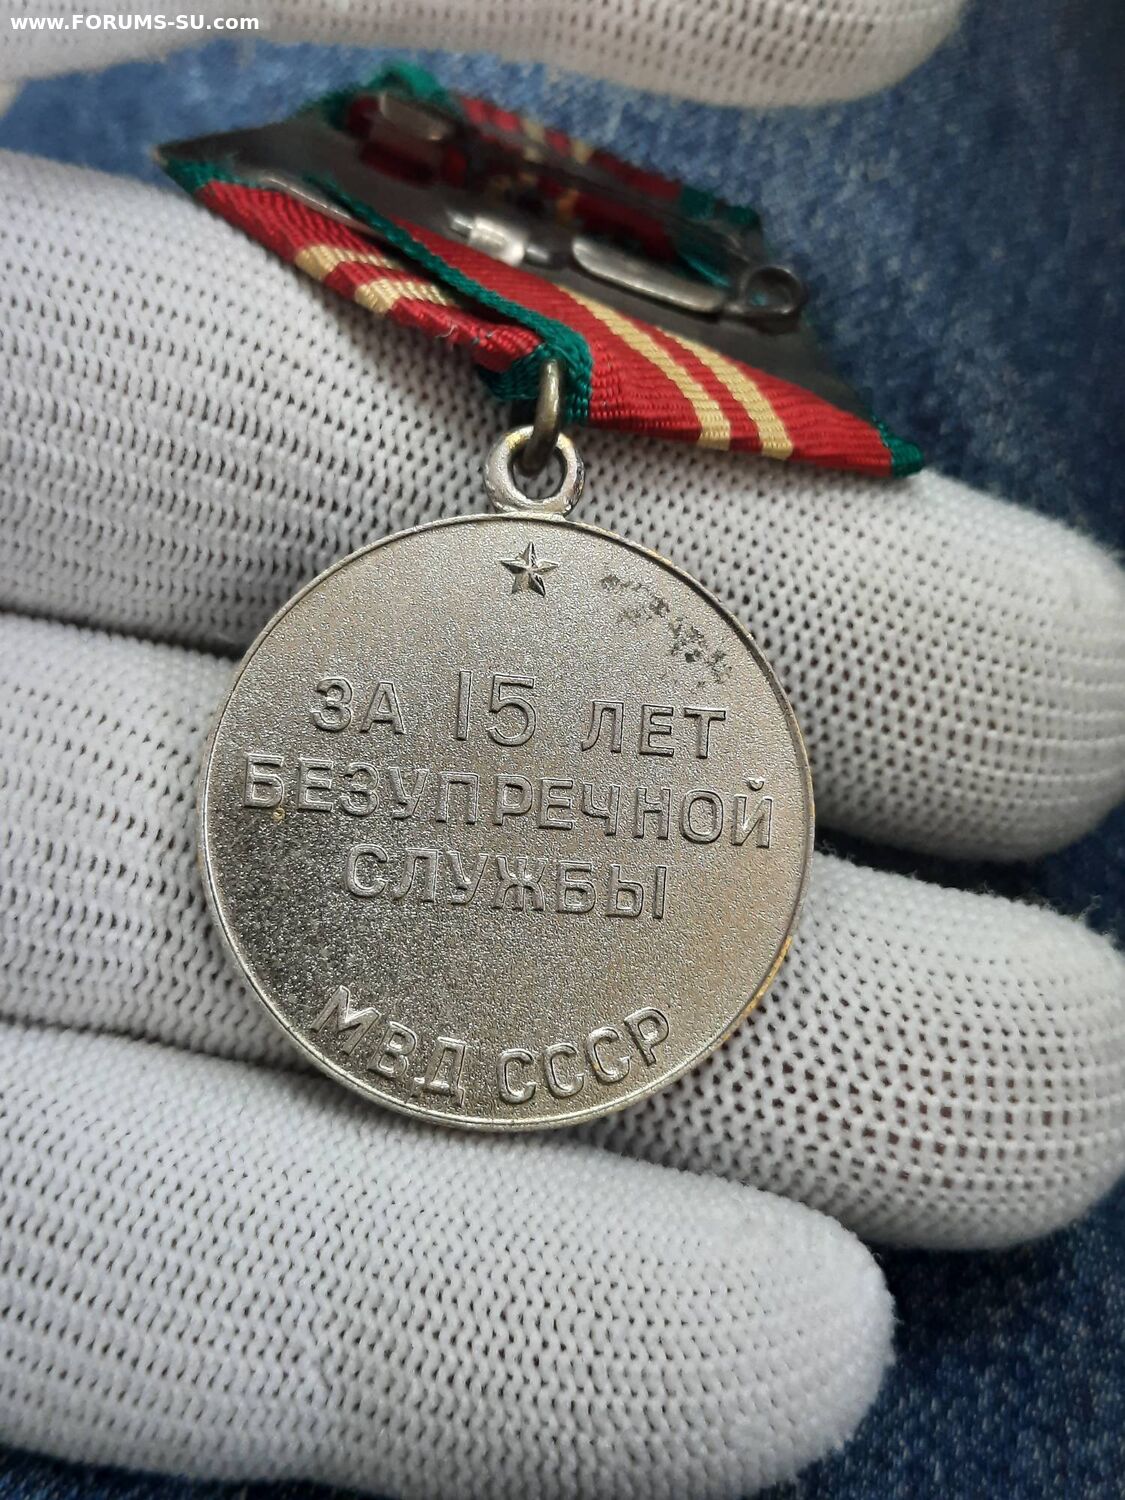 www.FORUMS-SU.com
ЗА 15 ЛЕТ
БЕЗУПРЕЧНОЙ
СЛУЖБЫ
МВД СССР